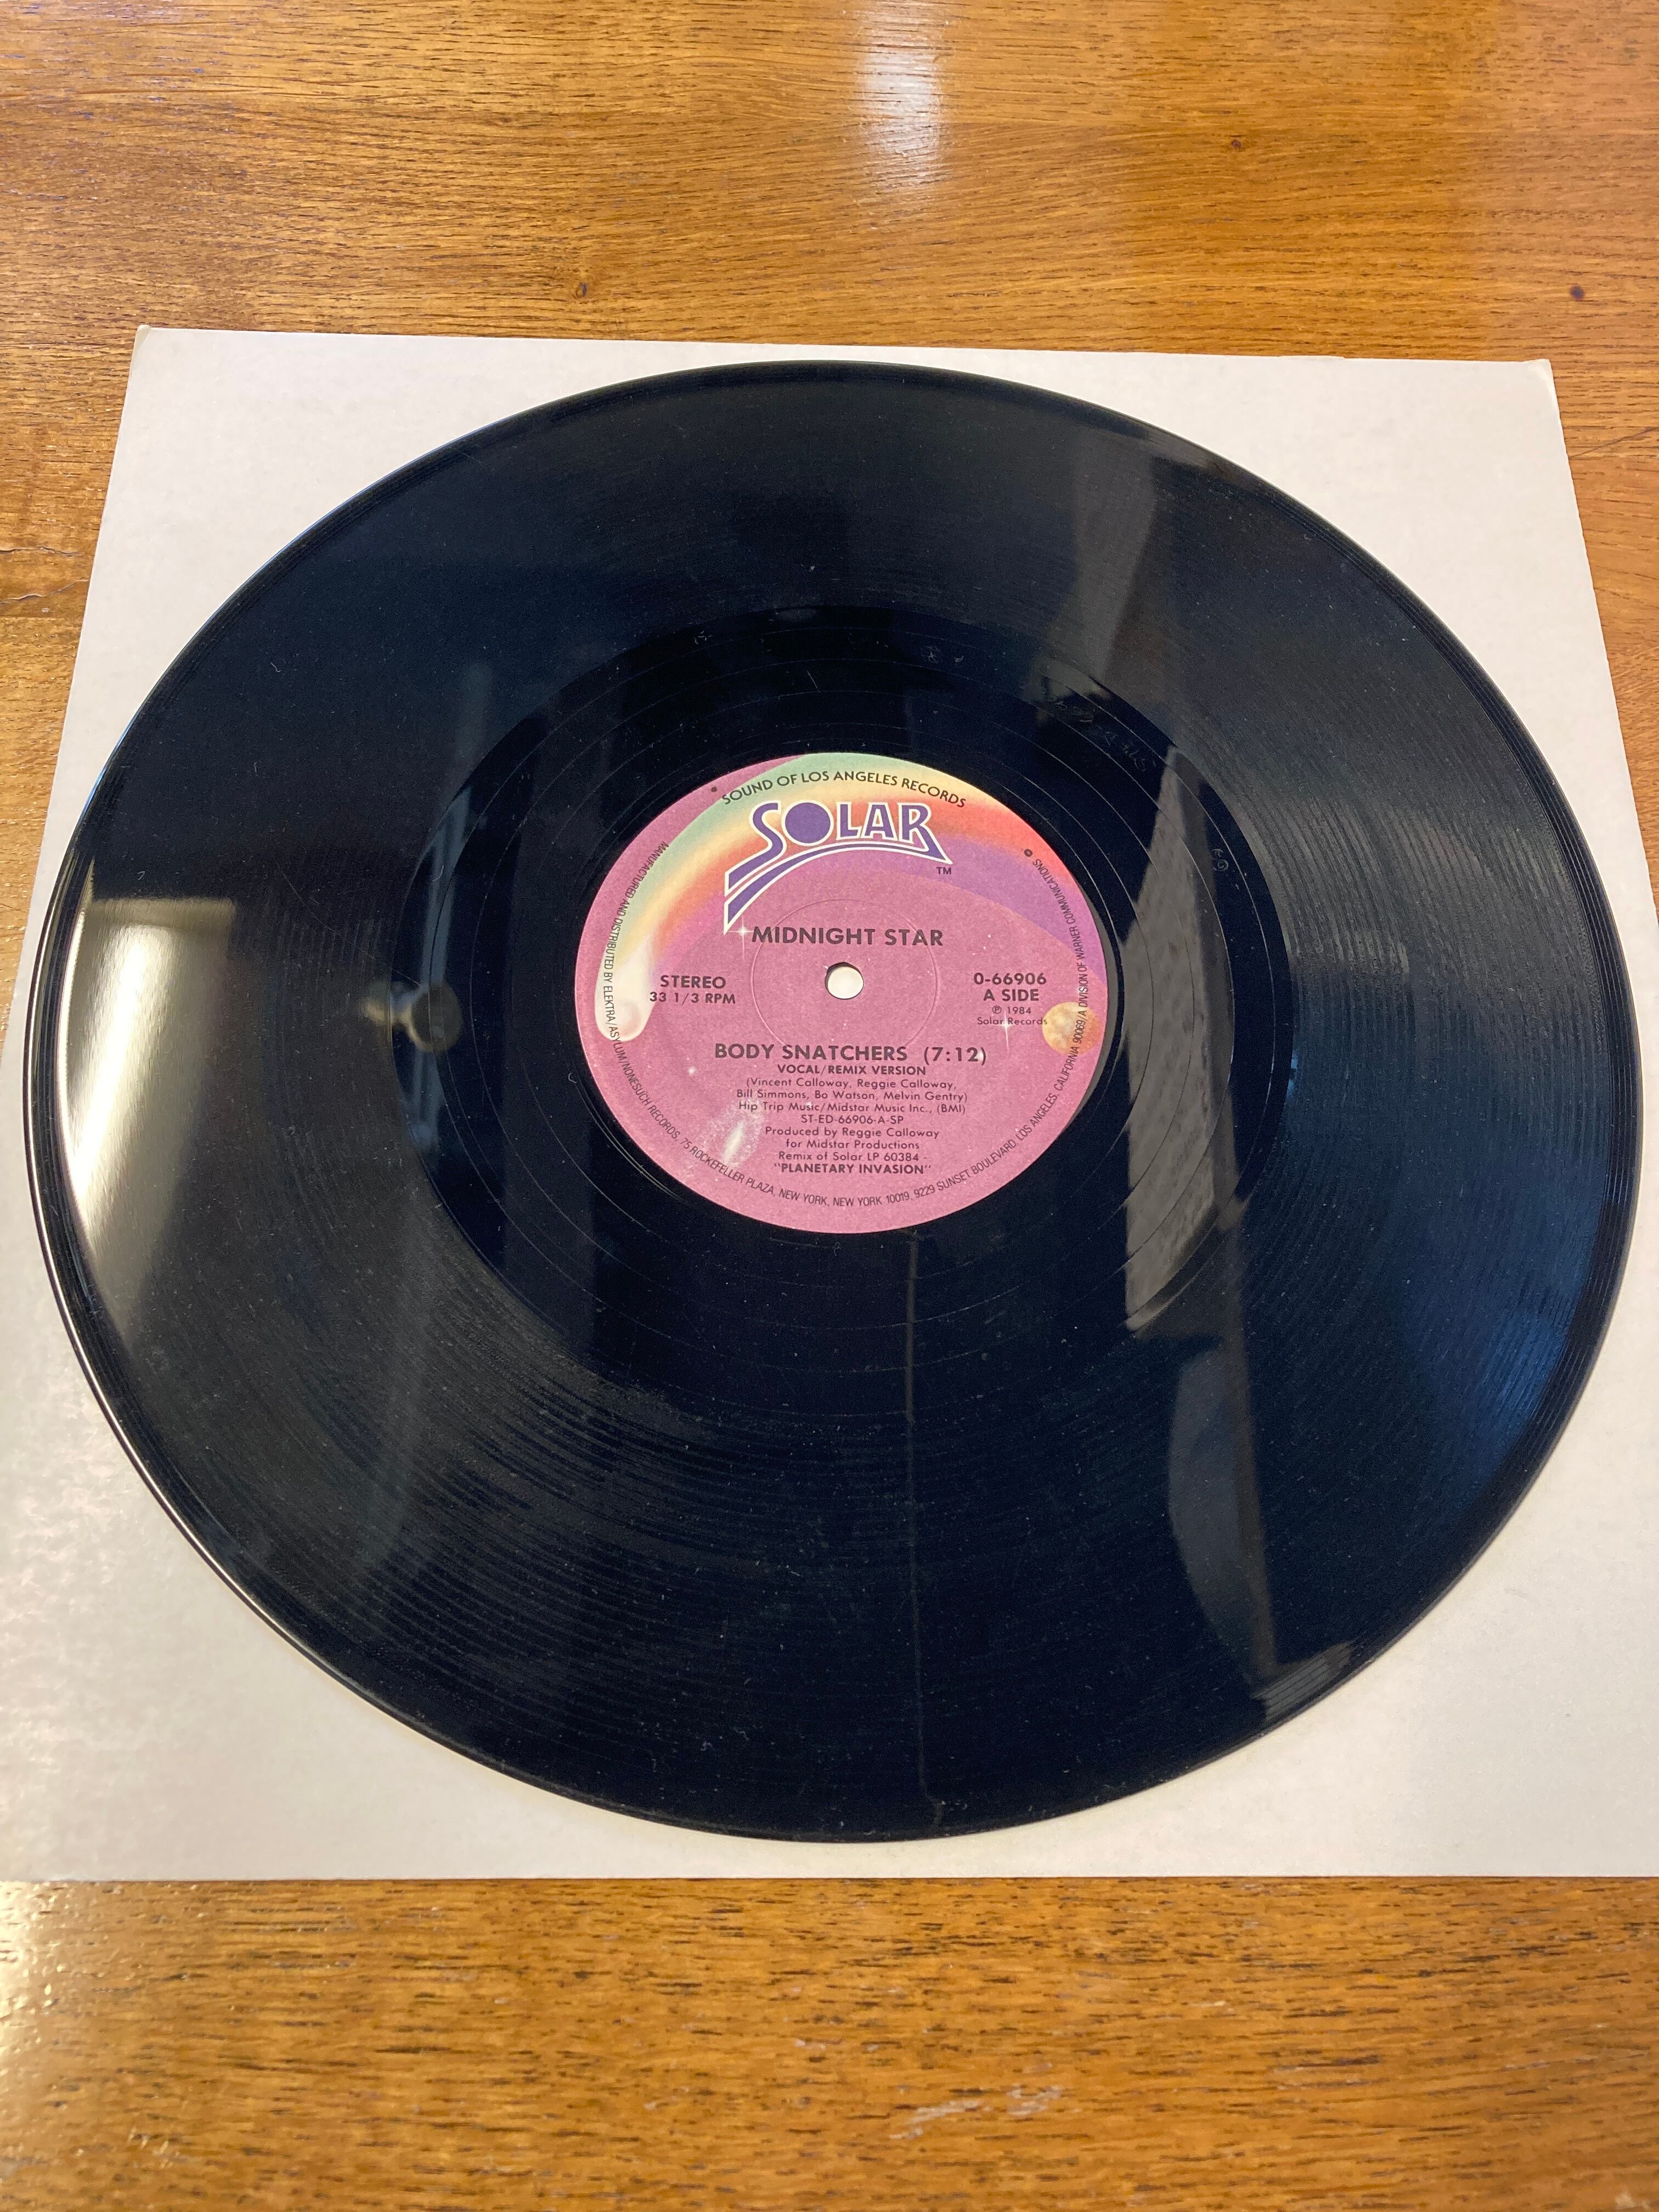 SOUND OF LOS ANGELES RECORDS
SOLAR
TM
MIDNIGHT STAR
STEREO
33 1/3 RPM
0-66906
A SIDE
℗ 1984
Solar Records
BODY SNATCHERS (7:12)
VOCAL/REMIX VERSION
(Vincent Calloway, Reggie Calloway,
Bill Simmons, Bo Watson, Melvin Gentry)
Hip Trip Music/Midstar Music Inc., (BMI)
ST-ED-66906-A-SP
Produced by Reggie Calloway
for Midstar Productions
Remix of Solar LP 60384 -
"PLANETARY INVASION"
MANUFACTURED AND DISTRIBUTED BY ELEKTRA/ASYLUM/NONESUCH RECORDS, 75 ROCKEFELLER PLAZA, NEW YORK, NEW YORK 10019, 9229 SUNSET BOULEVARD, LOS ANGELES, CALIFORNIA 90069/A DIVISION OF WARNER COMMUNICATIONS